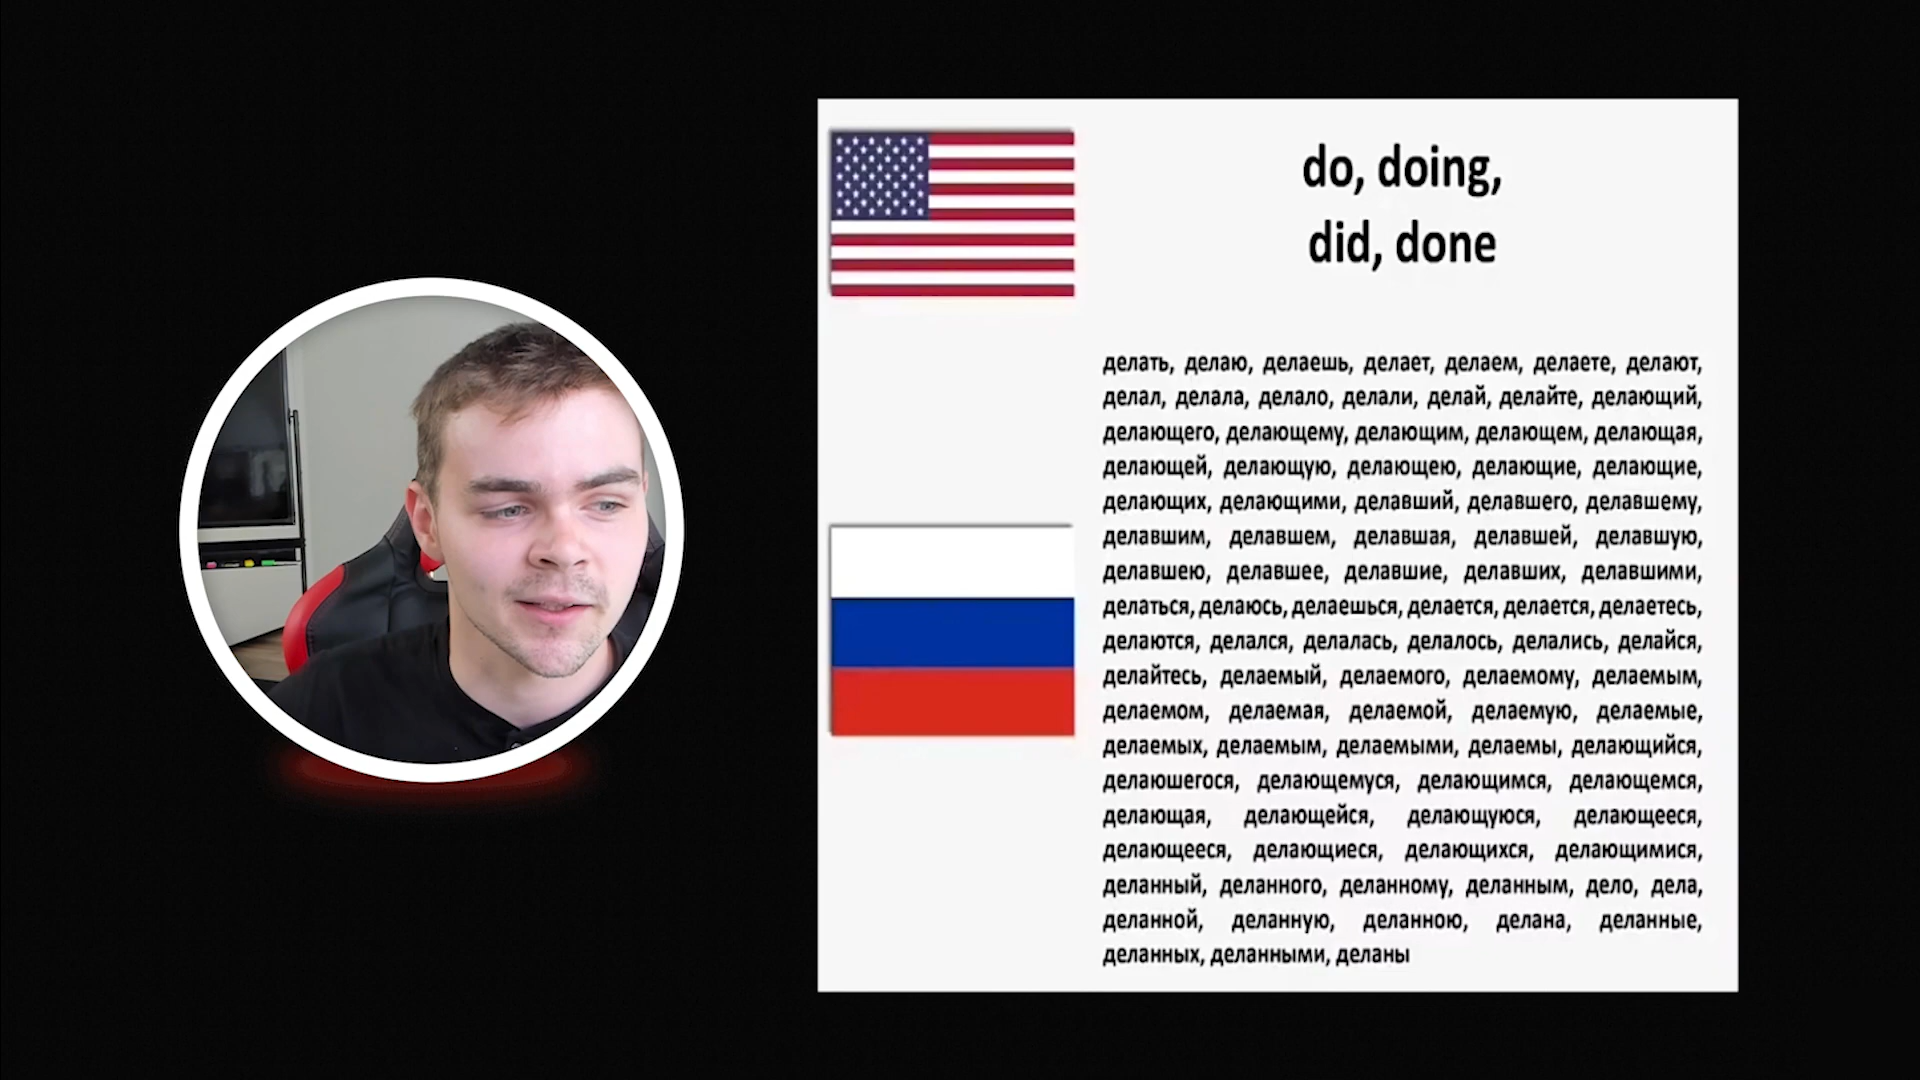 do, doing,
did, done
делать, делаю, делаешь, делает, делаем, делаете, делают,
делал, делала, делало, делали, делай, делайте, делающий,
делающего, делающему, делающим, делающем, делающая,
делающей, делающую, делающею, делающие, делающие,
делающих, делающими, делавший, делавшего, делавшему,
делавшим, делавшем, делавшая, делавшей, делавшую,
делавшею, делавшее, делавшие, делавших, делавшими,
делаться, делаюсь, делаешься, делается, делается, делаетесь,
делаются, делался, делалась, делалось, делались, делайся,
делайтесь, делаемый, делаемого, делаемому, делаемым,
делаемом, делаемая, делаемой, делаемую, делаемые,
делаемых, делаемым, делаемыми, делаемы, делающийся,
делаюшегося, делающемуся, делающимся, делающемся,
делающая, делающейся, делающуюся, делающееся,
делающееся, делающиеся, делающихся, делающимися,
деланный, деланного, деланному, деланным, дело, дела,
деланной, деланную, деланною, делана, деланные,
деланных, деланными, деланы